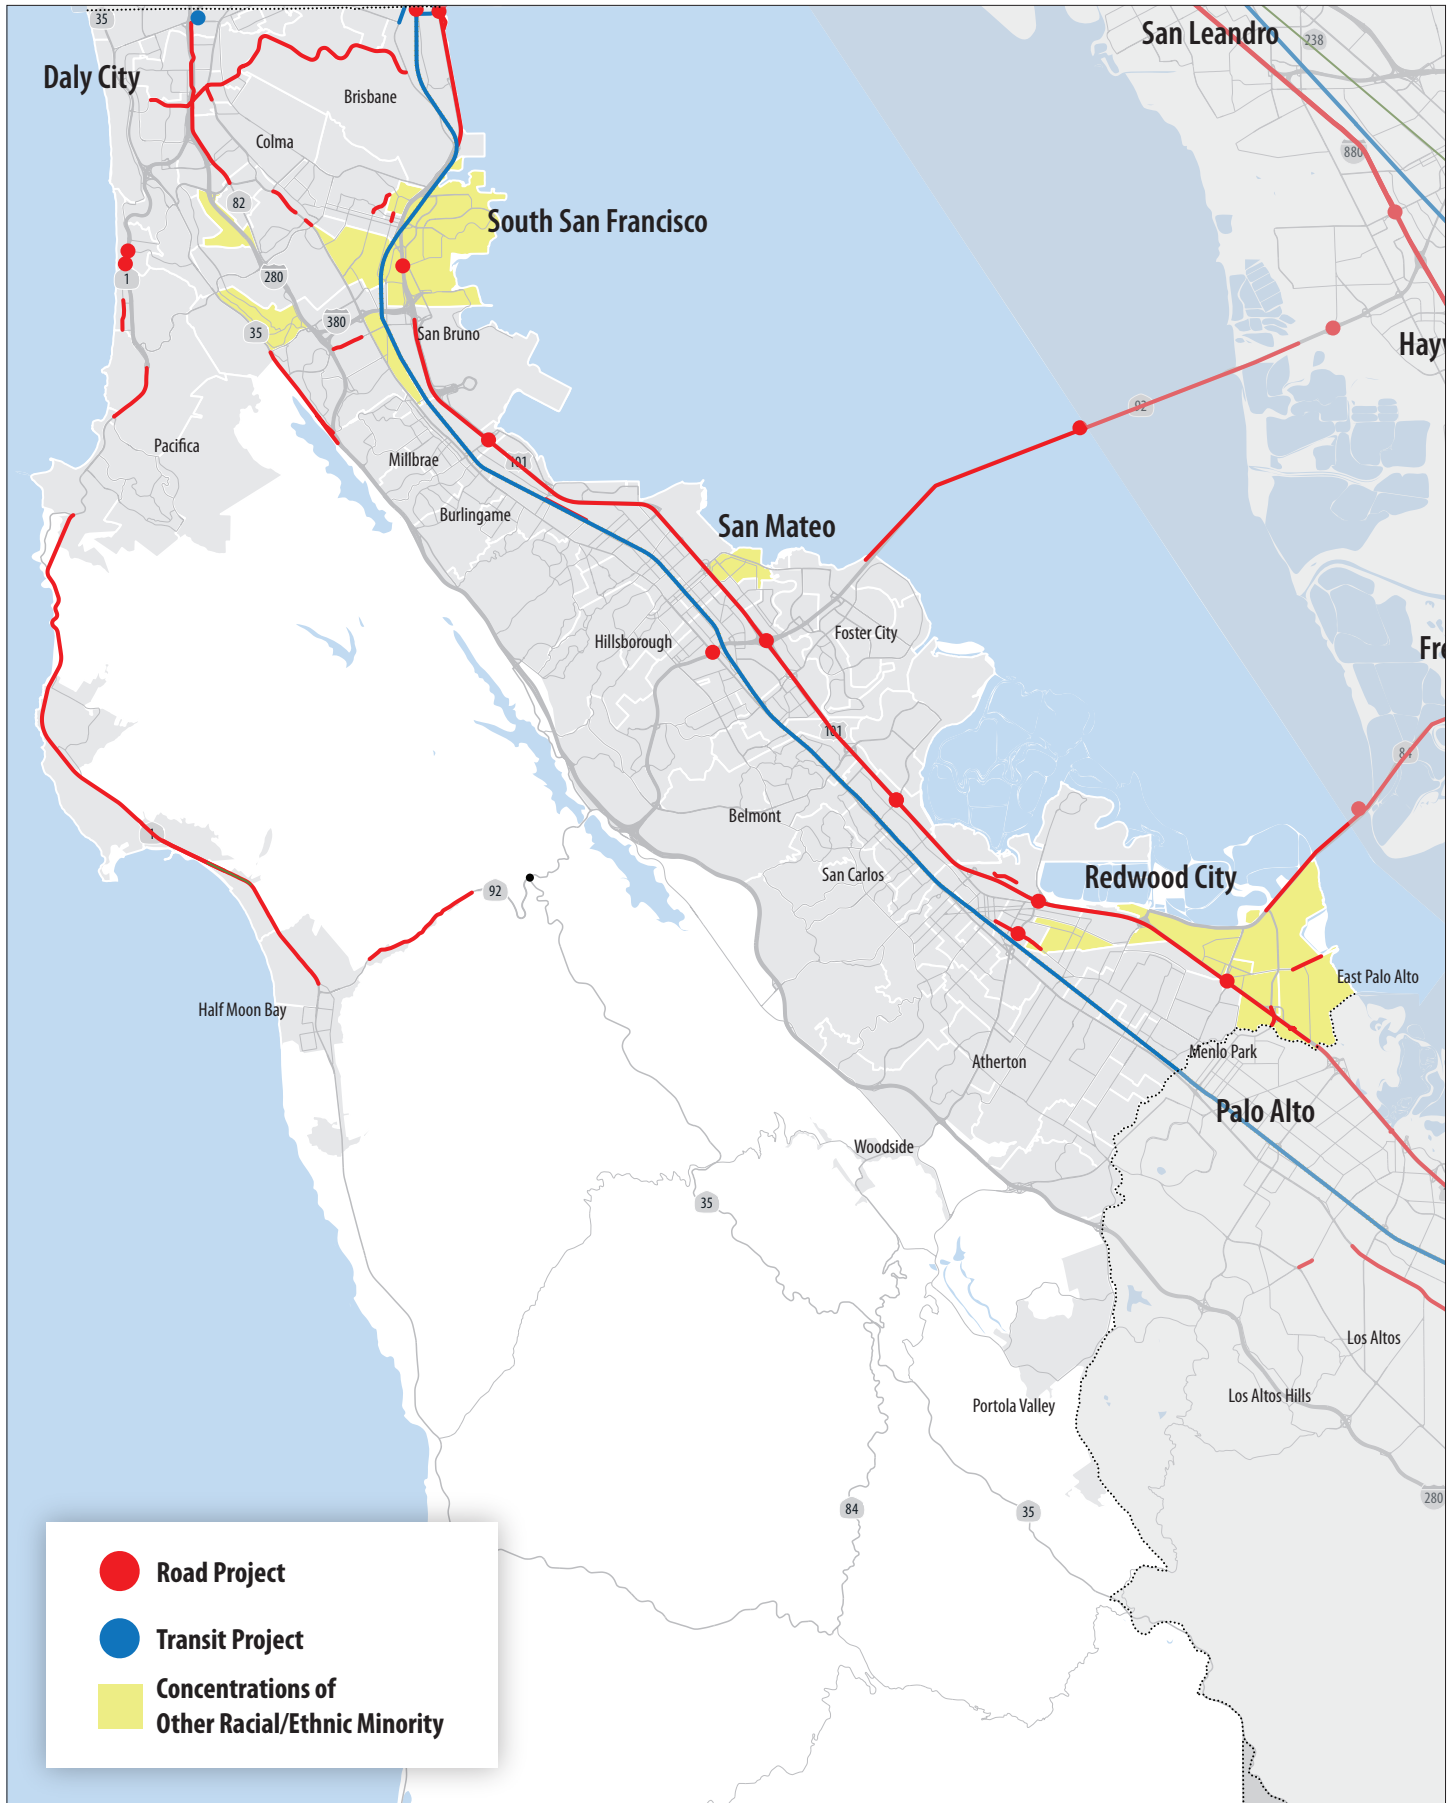 35
San Leandro
238
Daly City
Brisbane
Colma
880
82
South San Francisco
280
1
380
35
San Bruno
92
Pacifica
Millbrae
101
Burlingame
San Mateo
Hillsborough
Foster City
101
84
Belmont
1
San Carlos
Redwood City
92
East Palo Alto
Half Moon Bay
Menlo Park
Atherton
Palo Alto
Woodside
35
Los Altos
Los Altos Hills
Portola Valley
280
84
35
Road Project
Transit Project
Concentrations of
Other Racial/Ethnic Minority